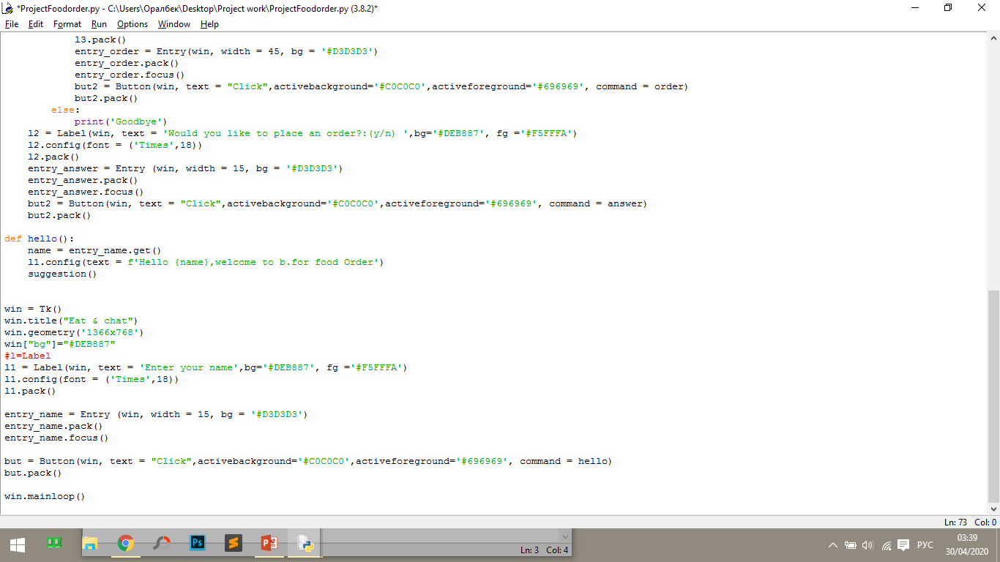 *ProjectFoodorder.py - C:\Users\Оралбек\Desktop\Project work\ProjectFoodorder.py (3.8.2)*
File Edit Format Run Options Window Help
            l3.pack()
            entry_order = Entry(win, width = 45, bg = '#D3D3D3')
            entry_order.pack()
            entry_order.focus()
            but2 = Button(win, text = "Click",activebackground='#C0C0C0',activeforeground='#696969', command = order)
            but2.pack()
        else:
            print('Goodbye')
    l2 = Label(win, text = 'Would you like to place an order?:(y/n) ',bg='#DEB887', fg ='#F5FFFA')
    l2.config(font = ('Times',18))
    l2.pack()
    entry_answer = Entry (win, width = 15, bg = '#D3D3D3')
    entry_answer.pack()
    entry_answer.focus()
    but2 = Button(win, text = "Click",activebackground='#C0C0C0',activeforeground='#696969', command = answer)
    but2.pack()
def hello():
    name = entry_name.get()
    l1.config(text = f'Hello {name},welcome to b.for food Order')
    suggestion()
win = Tk()
win.title("Eat & chat")
win.geometry('1366x768')
win["bg"]="#DEB887"
#l=Label
l1 = Label(win, text = 'Enter your name',bg='#DEB887', fg ='#F5FFFA')
l1.config(font = ('Times',18))
l1.pack()
entry_name = Entry (win, width = 15, bg = '#D3D3D3')
entry_name.pack()
entry_name.focus()
but = Button(win, text = "Click",activebackground='#C0C0C0',activeforeground='#696969', command = hello)
but.pack()
win.mainloop()
Ln: 73 Col: 0
Ps
Ln: 3 Col: 4
РУС
03:39
30/04/2020